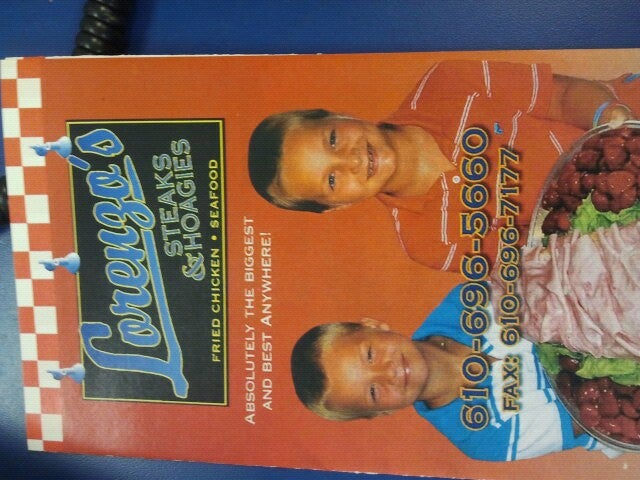 Lorenzo's
STEAKS
& HOAGIES
FRIED CHICKEN • SEAFOOD
ABSOLUTELY THE BIGGEST
AND BEST ANYWHERE!
610-696-5660
FAX: 610-696-7177